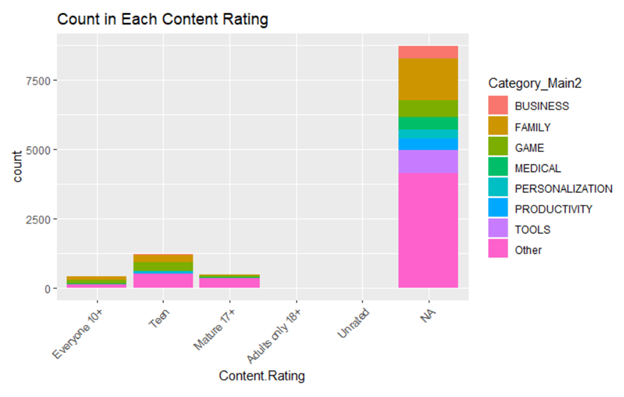 Count in Each Content Rating
7500
5000
2500
0
count
Everyone 10+
Teen
Mature 17+
Adults only 18+
Unrated
NA
Content.Rating
Category_Main2
BUSINESS
FAMILY
GAME
MEDICAL
PERSONALIZATION
PRODUCTIVITY
TOOLS
Other